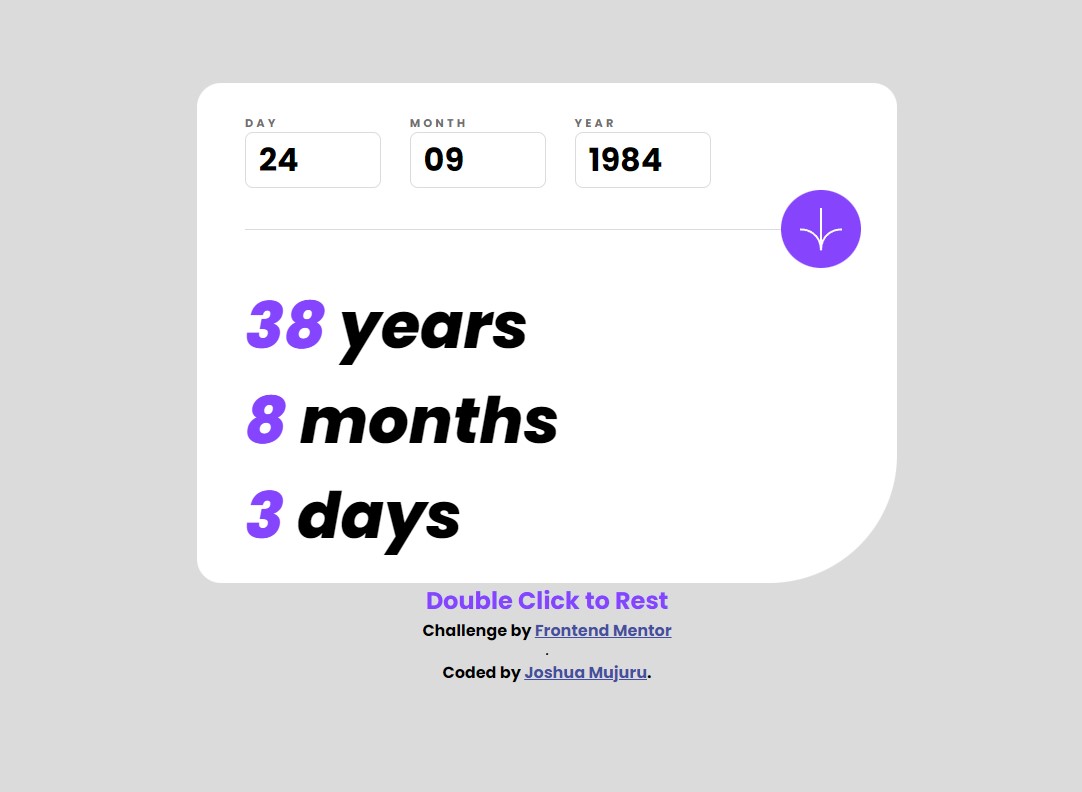 DAY MONTH YEAR
24 09 1984
38 years
8 months
3 days
Double Click to Rest
Challenge by Frontend Mentor
.
Coded by Joshua Mujuru.